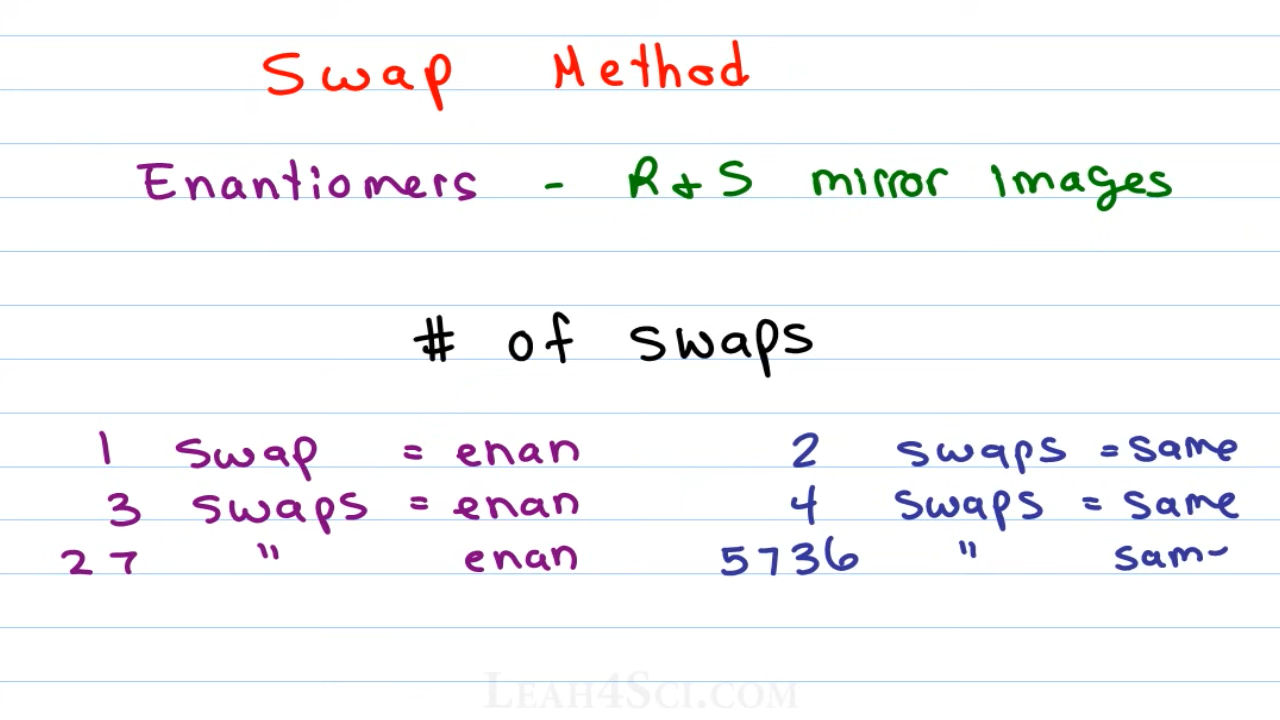 Swap Method
Enantiomers - R & S mirror images
# of swaps
1 swap = enan
3 swaps = enan
27 " enan
2 swaps = same
4 swaps = same
5736 " sam
LEAH4SCI.COM